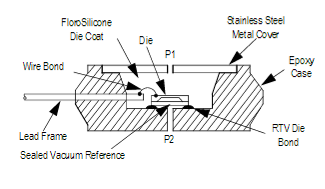 FloroSilicone
Die Coat
Die
P1
Stainless Steel
Metal Cover
Wire Bond
Epoxy
Case
Lead Frame
P2
RTV Die
Bond
Sealed Vacuum Reference